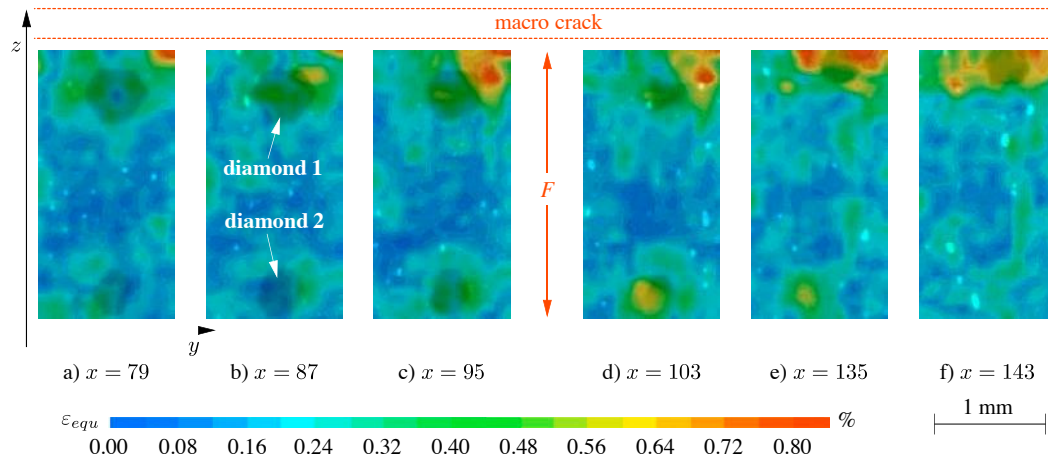 macro crack
z
diamond 1
F
diamond 2
y
a) x = 79
b) x = 87
c) x = 95
d) x = 103
e) x = 135
f) x = 143
εequ
%
1 mm
0.00 0.08 0.16 0.24 0.32 0.40 0.48 0.56 0.64 0.72 0.80